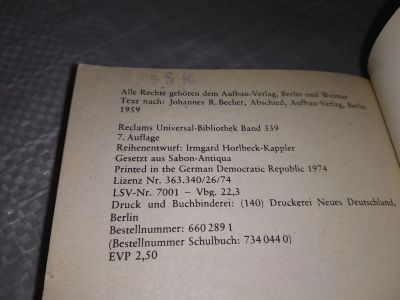 Alle Rechte gehören dem Aufbau-Verlag, Berlin und Weimar
Text nach: Johannes R. Becher, Abschied, Aufbau-Verlag, Berlin
1959
Reclams Universal-Bibliothek Band 339
7. Auflage
Reihenentwurf: Irmgard Horlbeck-Kappler
Gesetzt aus Sabon-Antiqua
Printed in the German Democratic Republic 1974
Lizenz Nr. 363.340/26/74
LSV-Nr. 7001 – Vbg. 22,3
Druck und Buchbinderei: (140) Druckerei Neues Deutschland,
Berlin
Bestellnummer: 660 289 1
(Bestellnummer Schulbuch: 734 044 0)
EVP 2,50